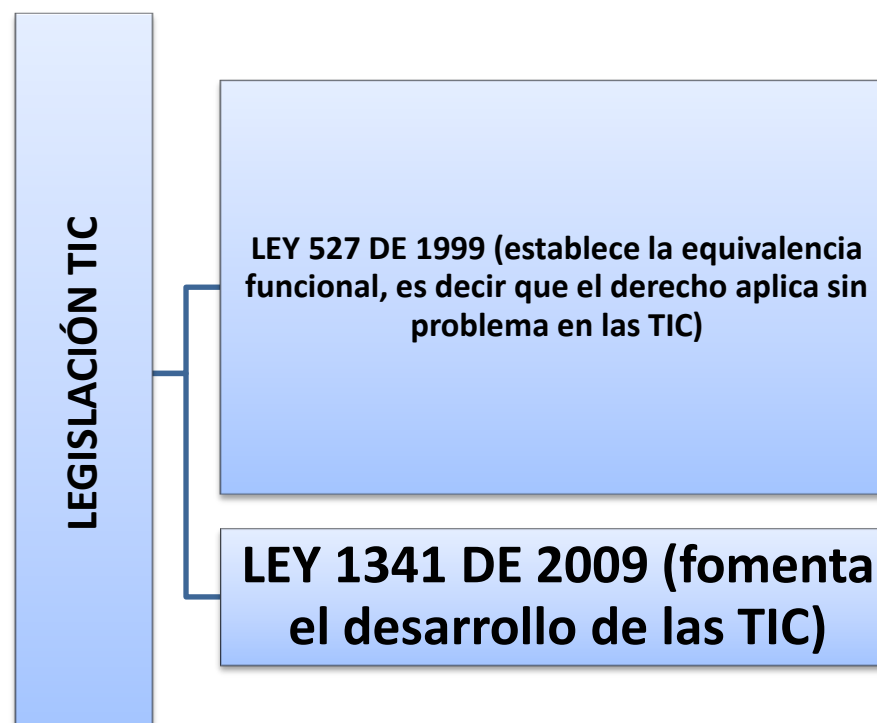 LEGISLACIÓN TIC
LEY 527 DE 1999 (establece la equivalencia
funcional, es decir que el derecho aplica sin
problema en las TIC)
LEY 1341 DE 2009 (fomenta
el desarrollo de las TIC)